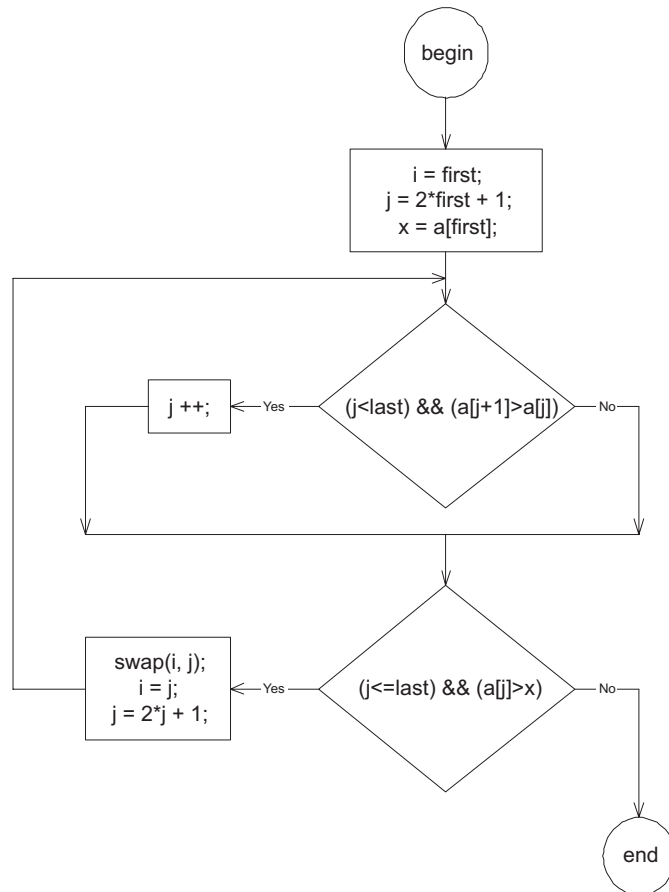 begin
i = first;
j = 2*first + 1;
x = a[first];
j ++;
Yes
(j<last) && (a[j+1]>a[j])
No
swap(i, j);
i = j;
j = 2*j + 1;
Yes
(j<=last) && (a[j]>x)
No
end